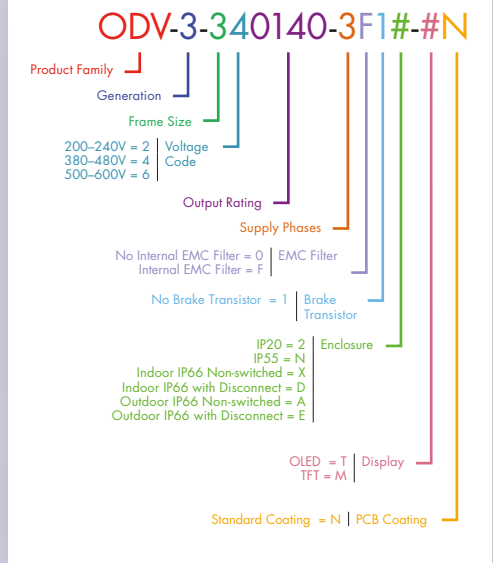 ODV-3-340140-3F1#-#N
Product Family
Generation
Frame Size
200–240V = 2 Voltage
380–480V = 4 Code
500–600V = 6
Output Rating
Supply Phases
No Internal EMC Filter = 0 EMC Filter
Internal EMC Filter = F
No Brake Transistor = 1 Brake
Transistor
IP20 = 2 Enclosure
IP55 = N
Indoor IP66 Non-switched = X
Indoor IP66 with Disconnect = D
Outdoor IP66 Non-switched = A
Outdoor IP66 with Disconnect = E
OLED = T Display
TFT = M
Standard Coating = N PCB Coating